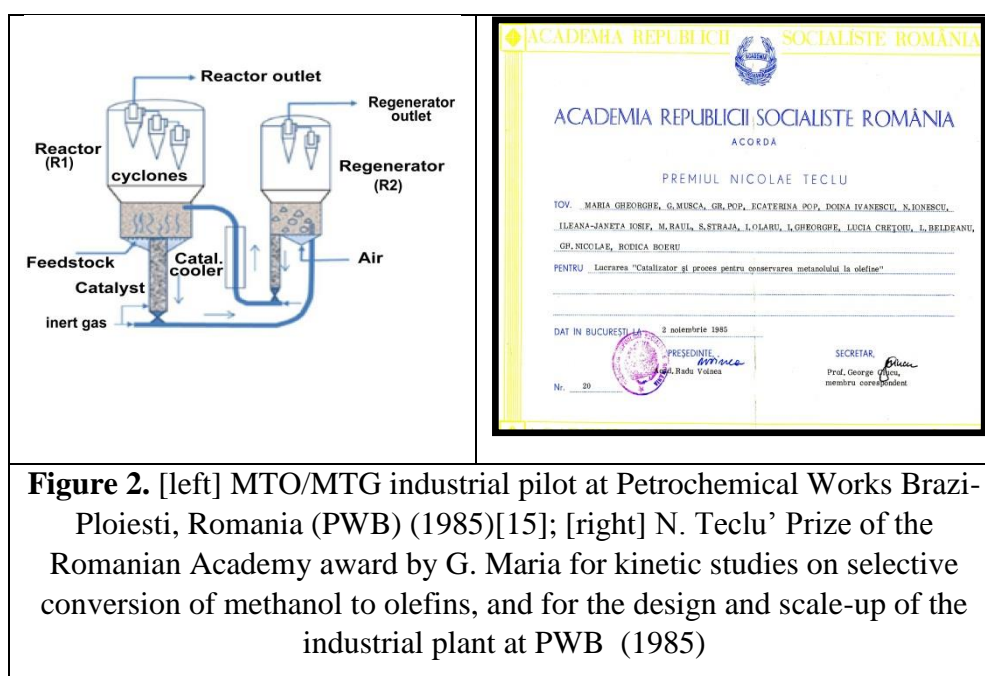 Reactor outlet
Regenerator
outlet
Reactor
(R1)
cyclones
Regenerator
(R2)
Feedstock
Catal.
cooler
Air
Catalyst
inert gas
ACADEMIA REPUBLICII SOCIALISTE ROMÂNIA
ACADEMIA REPUBLICII SOCIALISTE ROMÂNIA
ACORDĂ
PREMIUL NICOLAE TECLU
TOV. MARIA GHEORGHE, G.MUSCA, GR.POP, ECATERINA POP, DOINA IVANESCU, N.IONESCU,
ILEANA-JANETA IOSIF, M.RAUL, S.STRAJA, I.OLARU, I.GHEORGHE, LUCIA CREŢOIU, L.BELDEANU,
GH.NICOLAE, RODICA BOERU
PENTRU Lucrarea "Catalizator şi proces pentru conservarea metanolului la olefine"
DAT IN BUCUREŞTI LA 2 noiembrie 1985
PREŞEDINTE,
Radu Voinea
SECRETAR,
Prof. George
membru corespondent
Nr. 20
Figure 2. [left] MTO/MTG industrial pilot at Petrochemical Works Brazi-
Ploiesti, Romania (PWB) (1985)[15]; [right] N. Teclu’ Prize of the
Romanian Academy award by G. Maria for kinetic studies on selective
conversion of methanol to olefins, and for the design and scale-up of the
industrial plant at PWB (1985)